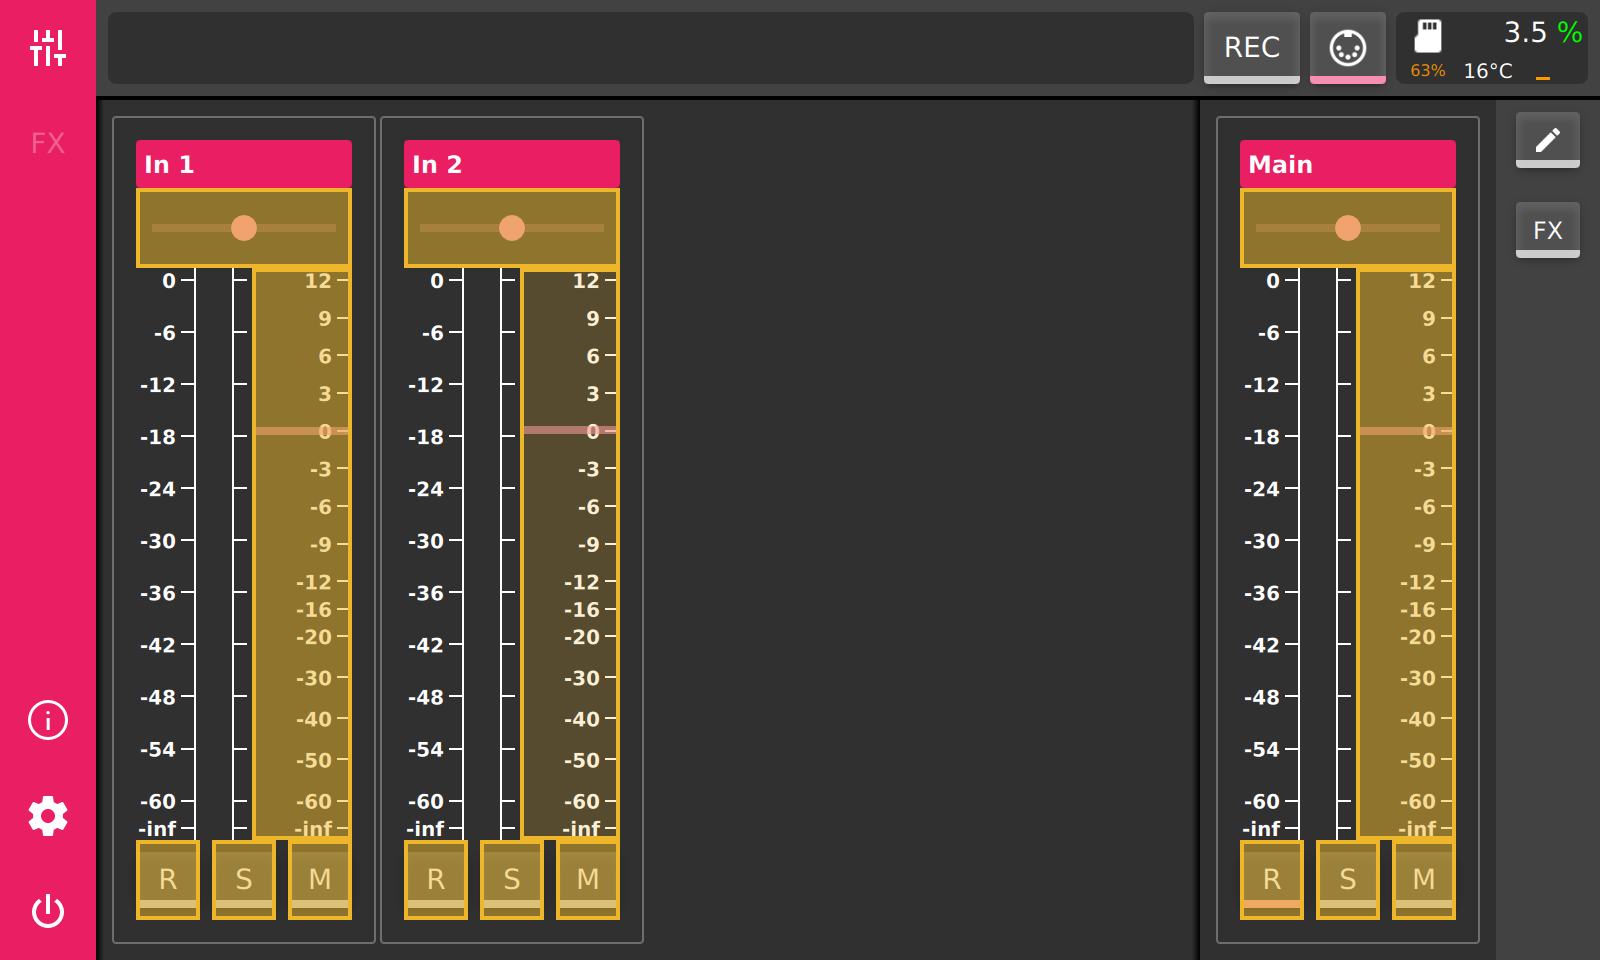 REC
3.5 %
63% 16°C
FX
In 1
In 2
Main
FX
0 12 0 12 0 12
9 9 9
-6 6 -6 6 -6 6
-12 3 -12 3 -12 3
-18 0 -18 0 -18 0
-3 -3 -3
-24 -6 -24 -6 -24 -6
-30 -9 -30 -9 -30 -9
-36 -12 -36 -12 -36 -12
-16 -16 -16
-42 -20 -42 -20 -42 -20
-48 -30 -48 -30 -48 -30
-40 -40 -40
-54 -50 -54 -50 -54 -50
-60 -60 -60 -60 -60 -60
-inf -inf -inf -inf -inf -inf
R S M R S M R S M